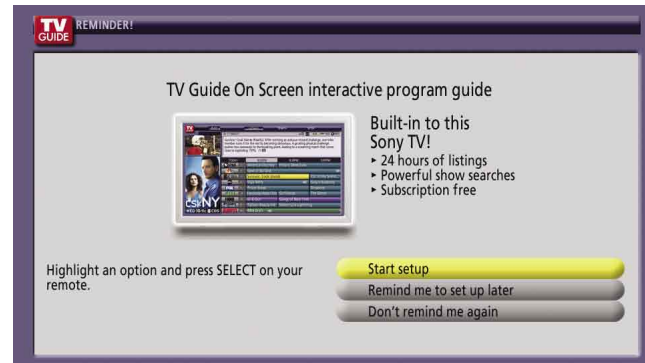 TV
GUIDE
REMINDER!
TV Guide On Screen interactive program guide
Built-in to this
Sony TV!
▸ 24 hours of listings
▸ Powerful show searches
▸ Subscription free
CSI:NY
Highlight an option and press SELECT on your
remote.
Start setup
Remind me to set up later
Don't remind me again